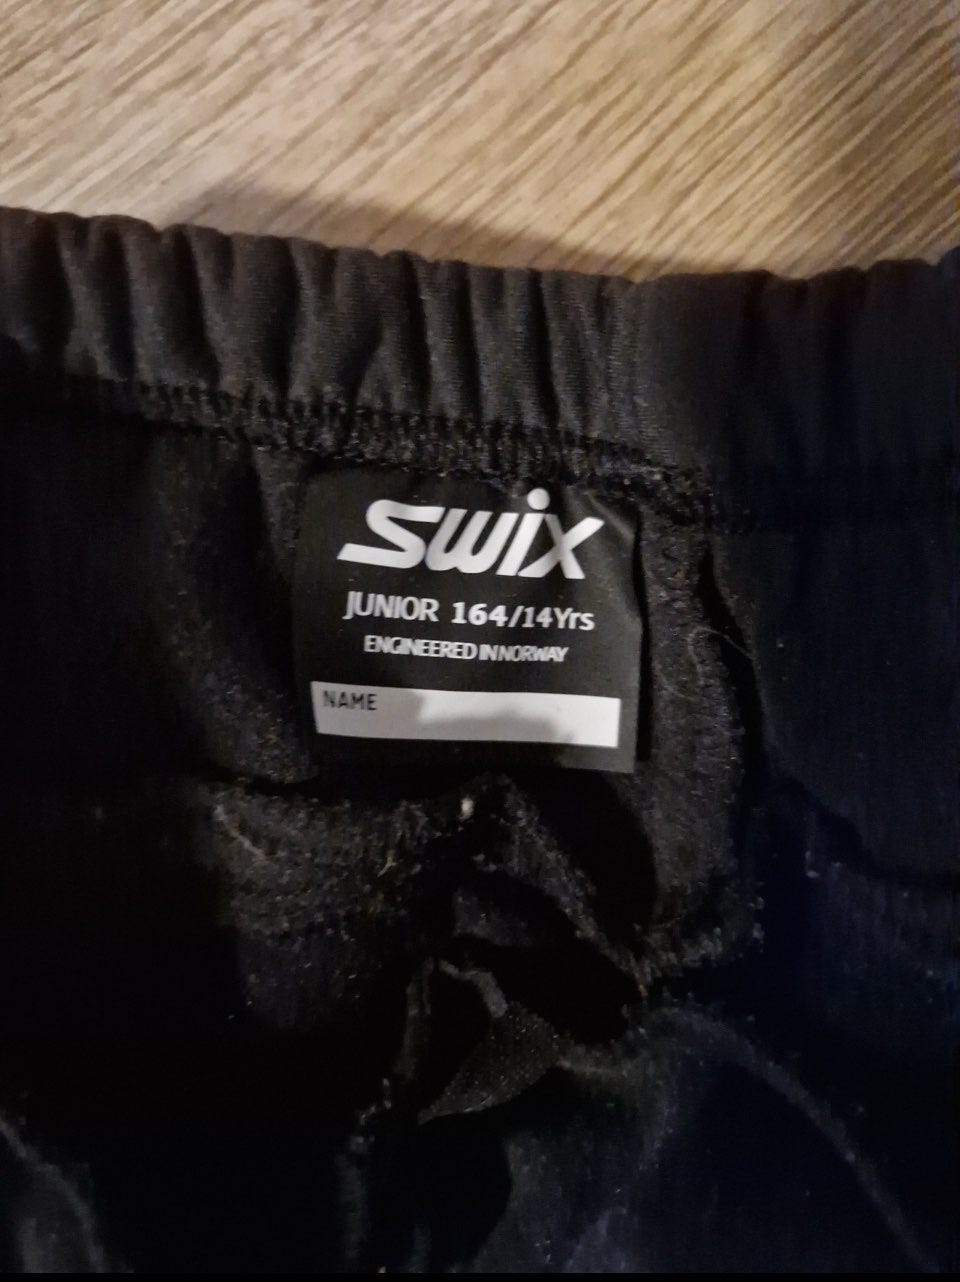 SWiX
JUNIOR 164/14Yrs
ENGINEERED IN NORWAY
NAME